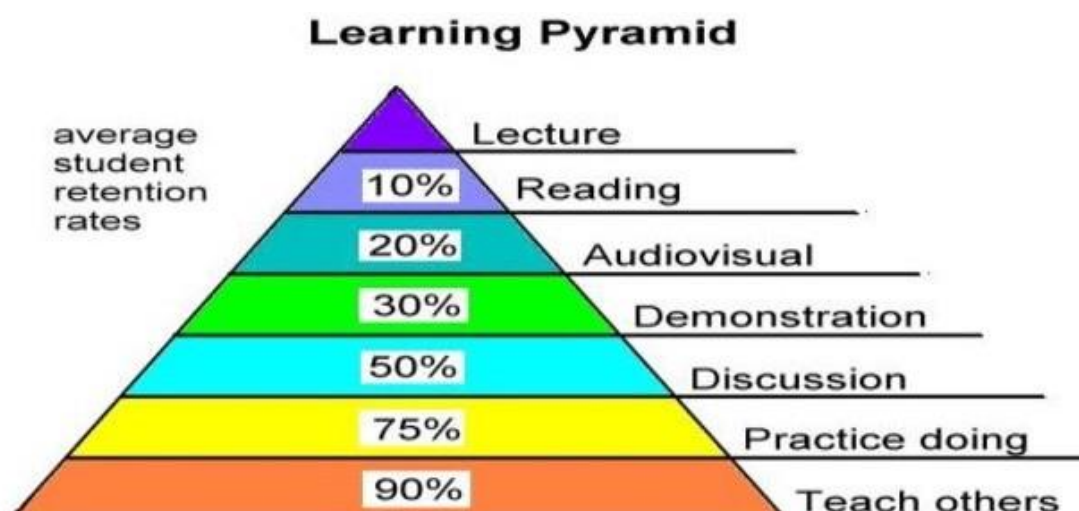 Learning Pyramid
average
student
retention
rates
Lecture
10% Reading
20% Audiovisual
30% Demonstration
50% Discussion
75% Practice doing
90% Teach others